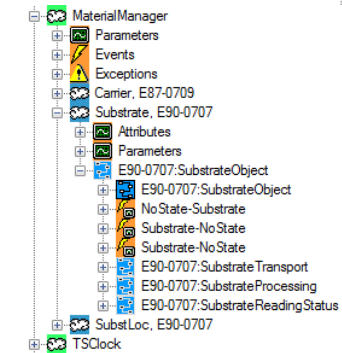 MaterialManager
Parameters
Events
Exceptions
Carrier, E87-0709
Substrate, E90-0707
Attributes
Parameters
E90-0707:SubstrateObject
E90-0707:SubstrateObject
NoState-Substrate
Substrate-NoState
Substrate-NoState
E90-0707:SubstrateTransport
E90-0707:SubstrateProcessing
E90-0707:SubstrateReadingStatus
SubstLoc, E90-0707
TSClock